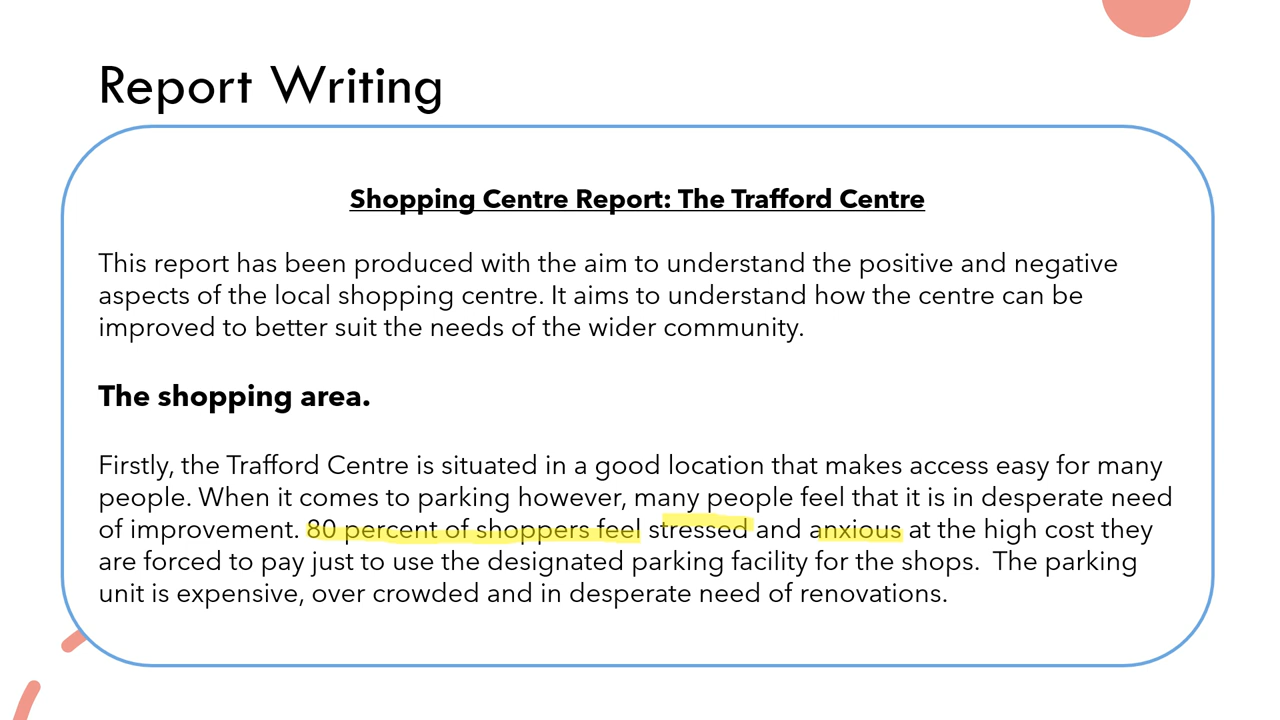 Report Writing
Shopping Centre Report: The Trafford Centre
This report has been produced with the aim to understand the positive and negative
aspects of the local shopping centre. It aims to understand how the centre can be
improved to better suit the needs of the wider community.
The shopping area.
Firstly, the Trafford Centre is situated in a good location that makes access easy for many
people. When it comes to parking however, many people feel that it is in desperate need
of improvement. 80 percent of shoppers feel stressed and anxious at the high cost they
are forced to pay just to use the designated parking facility for the shops.  The parking
unit is expensive, over crowded and in desperate need of renovations.